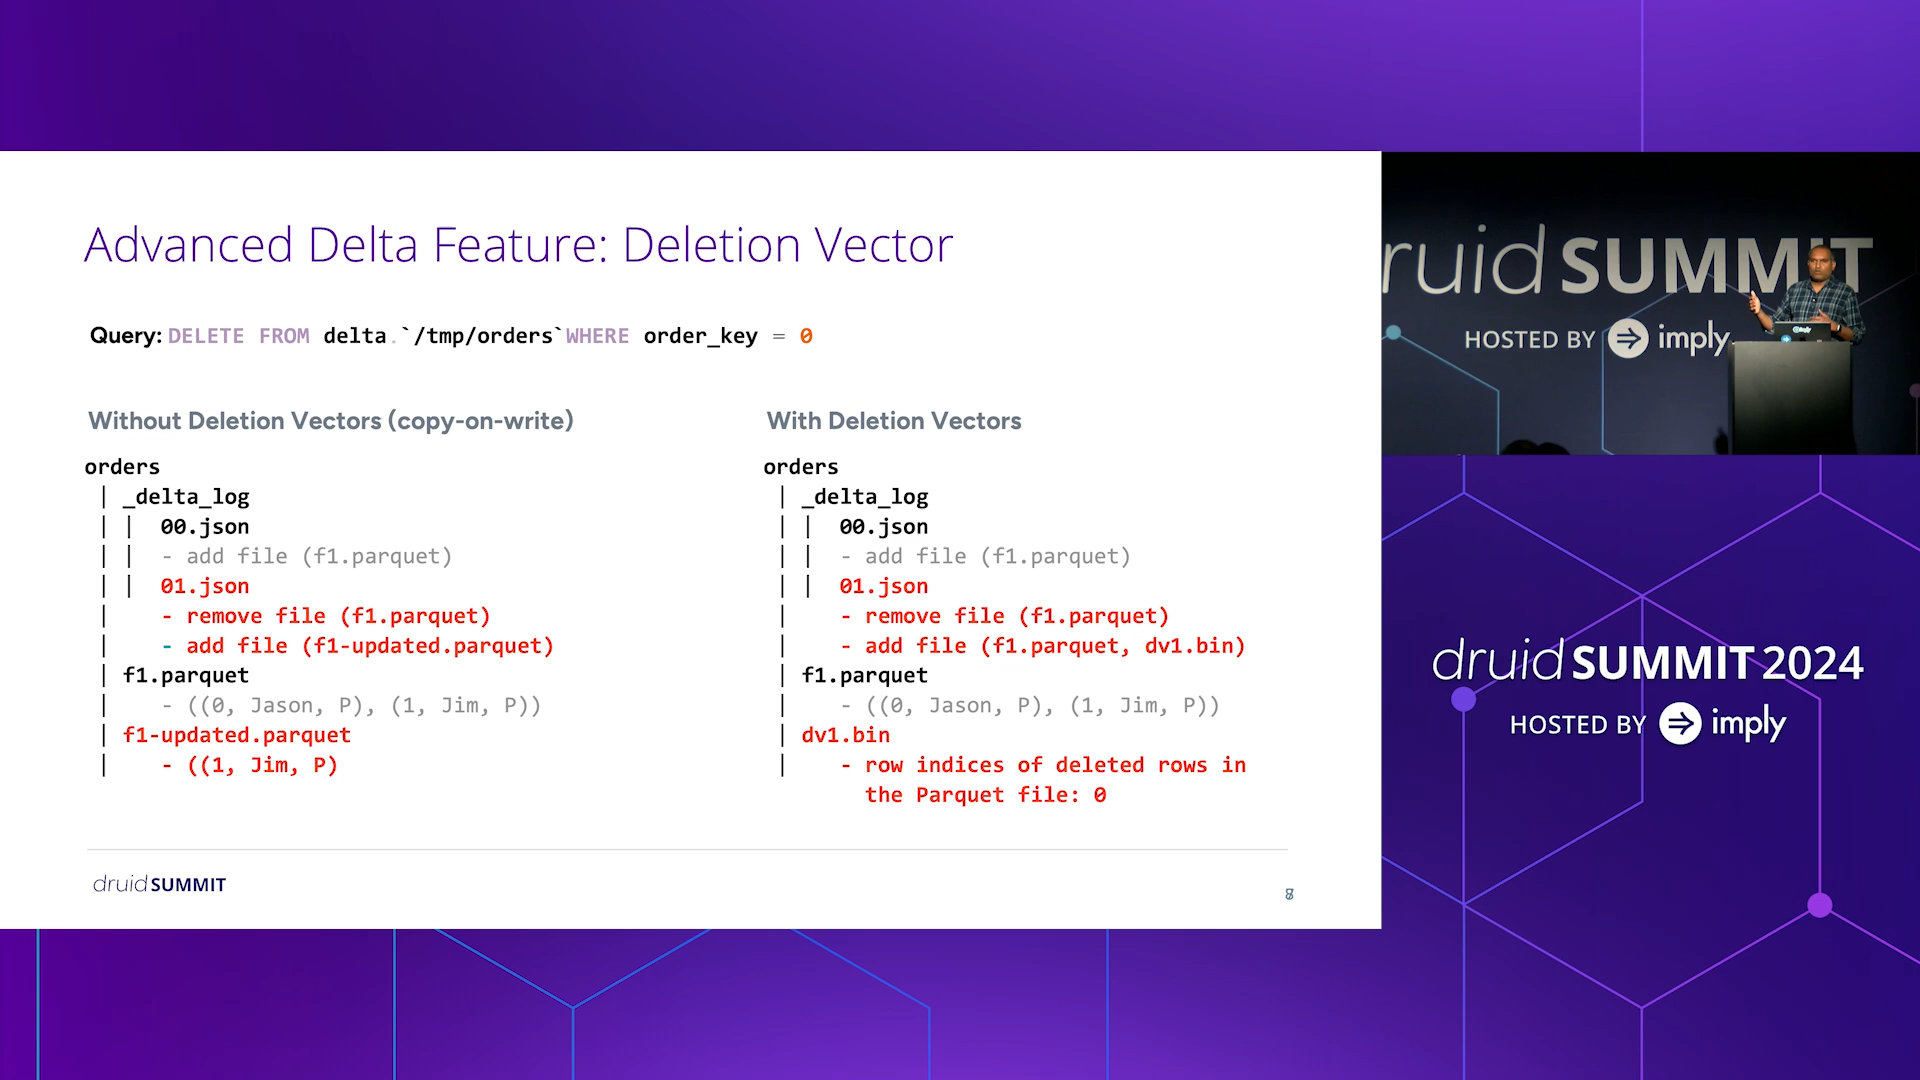 Advanced Delta Feature: Deletion Vector
Query: DELETE FROM delta.`/tmp/orders`WHERE order_key = 0
Without Deletion Vectors (copy-on-write)
orders
| _delta_log
| | 00.json
| | - add file (f1.parquet)
| | 01.json
| - remove file (f1.parquet)
| - add file (f1-updated.parquet)
| f1.parquet
| - ((0, Jason, P), (1, Jim, P))
| f1-updated.parquet
| - ((1, Jim, P)
With Deletion Vectors
orders
| _delta_log
| | 00.json
| | - add file (f1.parquet)
| | 01.json
| - remove file (f1.parquet)
| - add file (f1.parquet, dv1.bin)
| f1.parquet
| - ((0, Jason, P), (1, Jim, P))
| dv1.bin
| - row indices of deleted rows in
the Parquet file: 0
druid SUMMIT
ruid SUMMIT
HOSTED BY imply
druid SUMMIT 2024
HOSTED BY imply